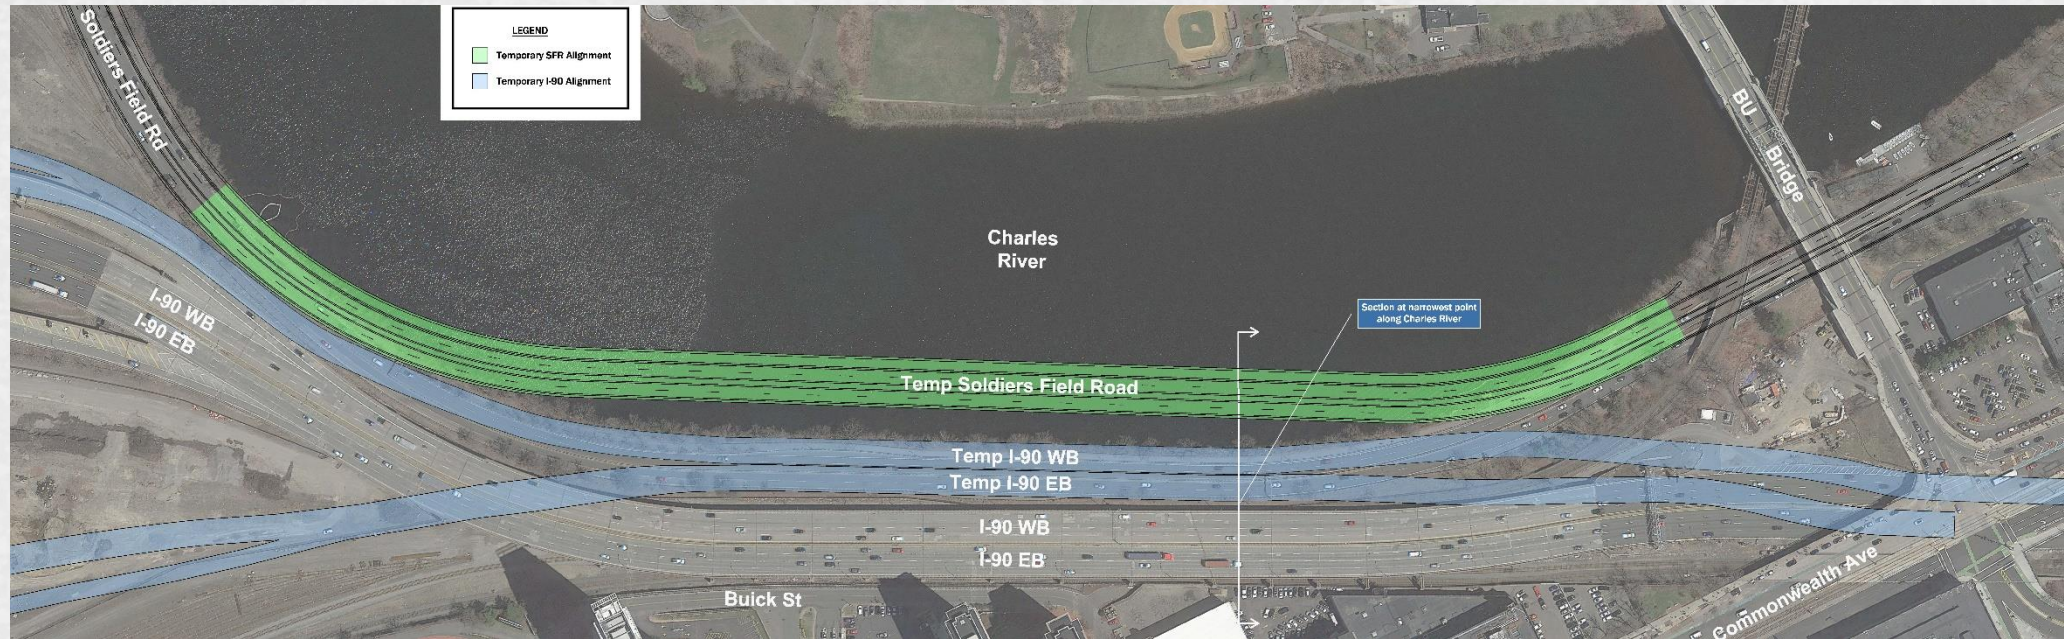 Soldiers Field Rd
LEGEND
Temporary SFR Alignment
Temporary I-90 Alignment
BU
Bridge
Charles
River
I-90 WB
I-90 EB
Section at narrowest point
along Charles River
Temp Soldiers Field Road
Temp I-90 WB
Temp I-90 EB
I-90 WB
I-90 EB
Buick St
Commonwealth Ave